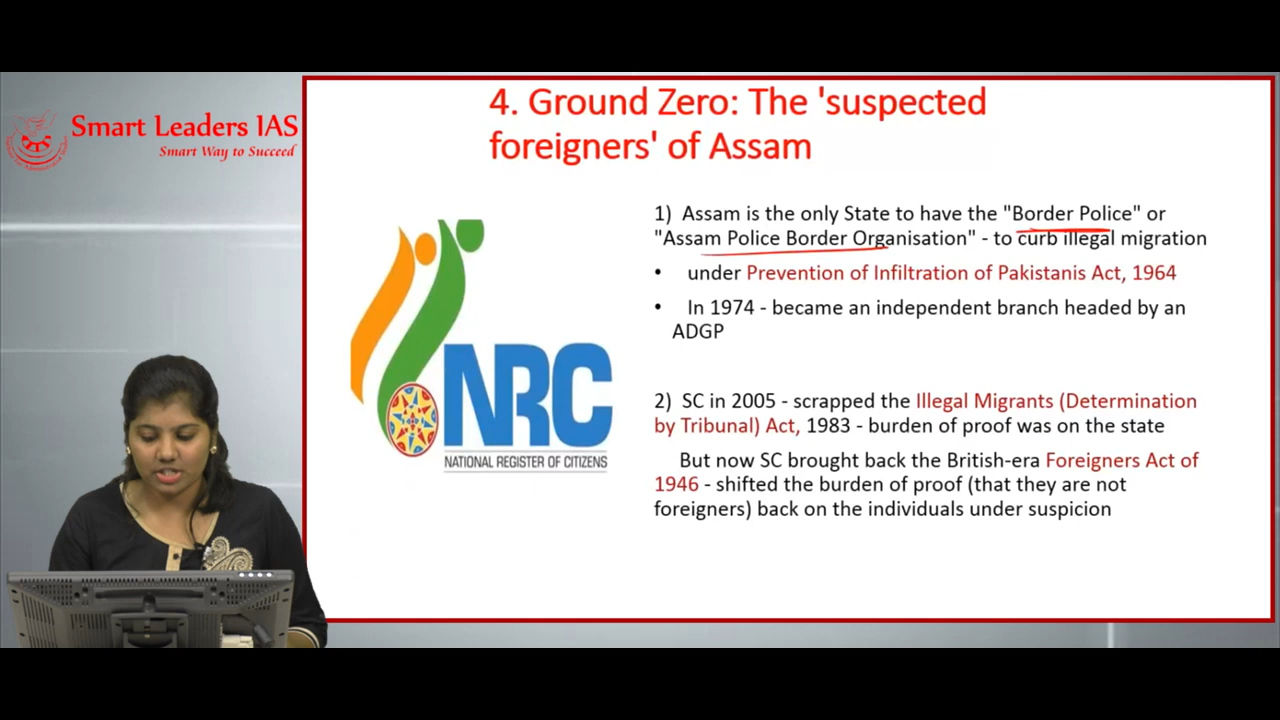 Smart Leaders IAS
Smart Way to Succeed
4. Ground Zero: The 'suspected
foreigners' of Assam
1) Assam is the only State to have the "Border Police" or
"Assam Police Border Organisation" - to curb illegal migration
• under Prevention of Infiltration of Pakistanis Act, 1964
• In 1974 - became an independent branch headed by an
ADGP
NRC
NATIONAL REGISTER OF CITIZENS
2) SC in 2005 - scrapped the Illegal Migrants (Determination
by Tribunal) Act, 1983 - burden of proof was on the state
But now SC brought back the British-era Foreigners Act of
1946 - shifted the burden of proof (that they are not
foreigners) back on the individuals under suspicion